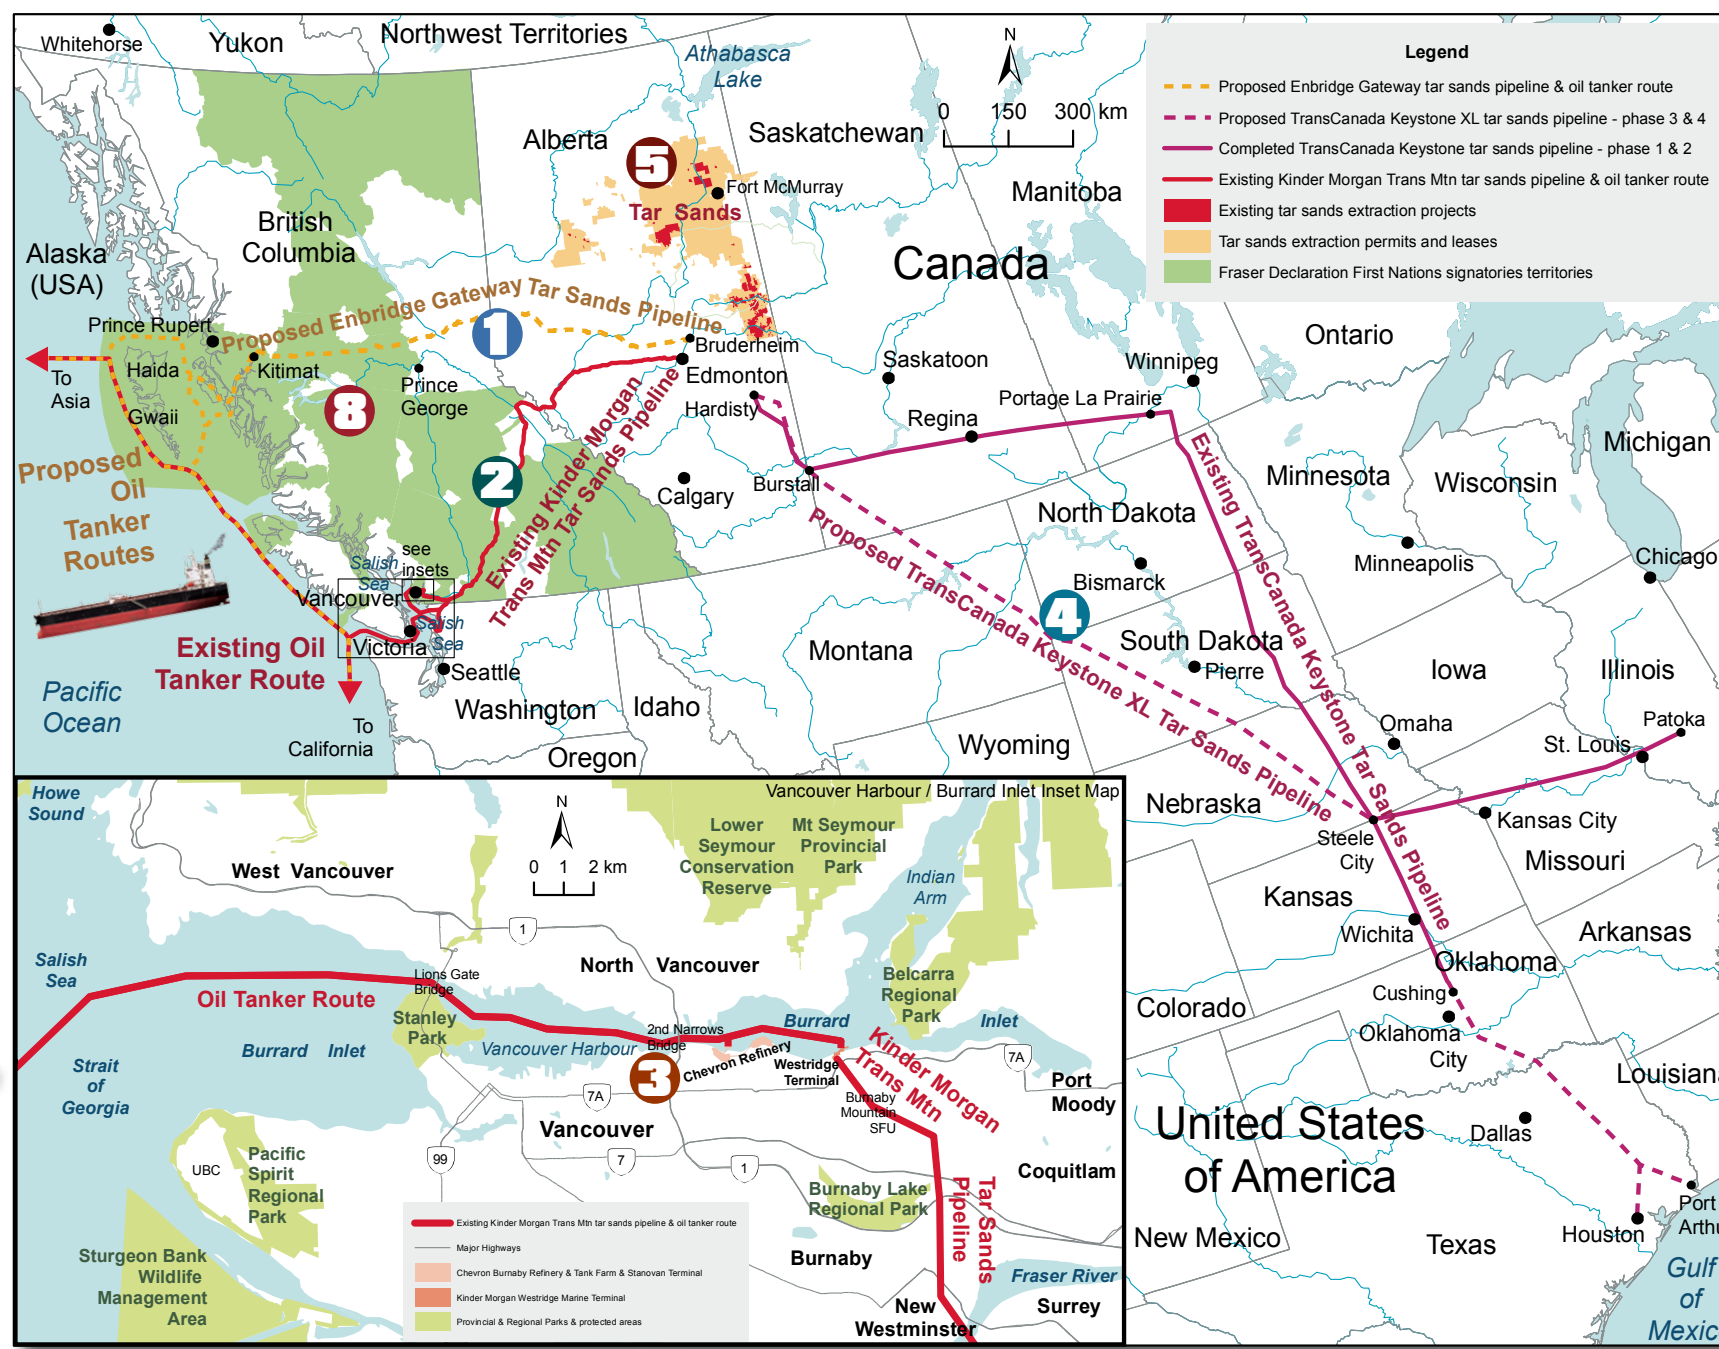 Whitehorse
Yukon
Northwest Territories
Athabasca
Lake
N
0 150 300 km
Alberta
Saskatchewan
Manitoba
5
Fort McMurray
Tar Sands
British
Columbia
Alaska
(USA)
Canada
Legend
Proposed Enbridge Gateway tar sands pipeline & oil tanker route
Proposed TransCanada Keystone XL tar sands pipeline - phase 3 & 4
Completed TransCanada Keystone tar sands pipeline - phase 1 & 2
Existing Kinder Morgan Trans Mtn tar sands pipeline & oil tanker route
Existing tar sands extraction projects
Tar sands extraction permits and leases
Fraser Declaration First Nations signatories territories
Ontario
Prince Rupert
Proposed Enbridge Gateway Tar Sands Pipeline
1
Bruderheim
Kitimat
Haida
Gwaii
To
Asia
Prince
George
8
Edmonton
Hardisty
Saskatoon
Winnipeg
Portage La Prairie
Regina
Burstall
Calgary
2
Existing Kinder Morgan
Trans Mtn Tar Sands Pipeline
Proposed
Oil
Tanker
Routes
see
insets
Salish
Sea
Vancouver
Salish
Sea
Victoria
Seattle
Existing Oil
Tanker Route
Pacific
Ocean
To
California
Washington
Idaho
Oregon
Montana
Wyoming
North Dakota
Bismarck
4
South Dakota
Pierre
Proposed TransCanada Keystone XL Tar Sands Pipeline
Existing TransCanada Keystone Tar Sands Pipeline
Minnesota
Minneapolis
Wisconsin
Michigan
Chicago
Iowa
Illinois
Omaha
Patoka
St. Louis
Nebraska
Steele
City
Kansas City
Missouri
Kansas
Wichita
Arkansas
Oklahoma
Colorado
Cushing
Oklahoma
City
Louisian
United States
of America
Dallas
New Mexico
Texas
Houston
Port
Arthu
Gulf
of
Mexic
Vancouver Harbour / Burrard Inlet Inset Map
Howe
Sound
N
0 1 2 km
West Vancouver
Lower
Seymour
Conservation
Reserve
Mt Seymour
Provincial
Park
Indian
Arm
1
North Vancouver
Salish
Sea
Lions Gate
Bridge
Oil Tanker Route
Stanley
Park
Belcarra
Regional
Park
Burrard Inlet
Vancouver Harbour
2nd Narrows
Bridge
Burrard
Inlet
3
Chevron Refinery
Westridge
Terminal
Kinder Morgan
Trans Mtn
7A
Port
Moody
Strait
of
Georgia
7A
Burnaby
Mountain
SFU
Vancouver
99
7
1
Coquitlam
UBC
Pacific
Spirit
Regional
Park
Burnaby Lake
Regional Park
Tar Sands
Pipeline
Burnaby
Sturgeon Bank
Wildlife
Management
Area
Fraser River
Surrey
New
Westminster
Existing Kinder Morgan Trans Mtn tar sands pipeline & oil tanker route
Major Highways
Chevron Burnaby Refinery & Tank Farm & Stanovan Terminal
Kinder Morgan Westridge Marine Terminal
Provincial & Regional Parks & protected areas